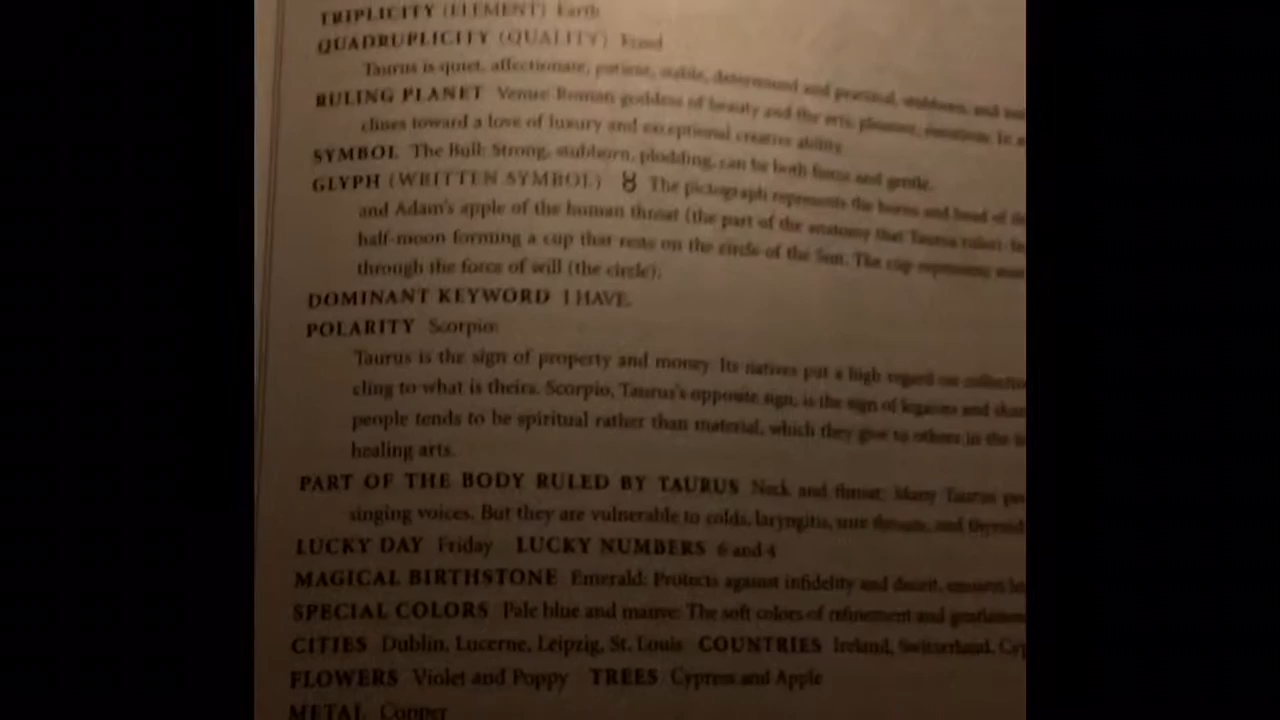 TRIPLICITY (ELEMENT) Earth
QUADRUPLICITY (QUALITY) Fixed
Taurus is quiet, affectionate, patient, stable, determined and practical, stubborn, and
RULING PLANET Venus: Roman goddess of beauty and the arts, pleasure, emotions. In
clines toward a love of luxury and exceptional creative ability.
SYMBOL The Bull: Strong, stubborn, plodding, can be both fierce and gentle.
GLYPH (WRITTEN SYMBOL) ♉ The pictograph represents the horns and head of
and Adam's apple of the human throat (the part of the anatomy that Taurus rules).
half-moon forming a cup that rests on the circle of the Sun. The cup represents
through the force of will (the circle).
DOMINANT KEYWORD I HAVE.
POLARITY Scorpio:
Taurus is the sign of property and money. Its natives put a high regard on
cling to what is theirs. Scorpio, Taurus's opposite sign, is the sign of legacies and
people tends to be spiritual rather than material, which they give to others in the
healing arts.
PART OF THE BODY RULED BY TAURUS Neck and throat: Many Taurus
singing voices. But they are vulnerable to colds, laryngitis, sore throats, and thyroid
LUCKY DAY Friday LUCKY NUMBERS 6 and 4
MAGICAL BIRTHSTONE Emerald: Protects against infidelity and deceit,
SPECIAL COLORS Pale blue and mauve: The soft colors of refinement and
CITIES Dublin, Lucerne, Leipzig, St. Louis COUNTRIES Ireland, Switzerland,
FLOWERS Violet and Poppy TREES Cypress and Apple
METAL Copper